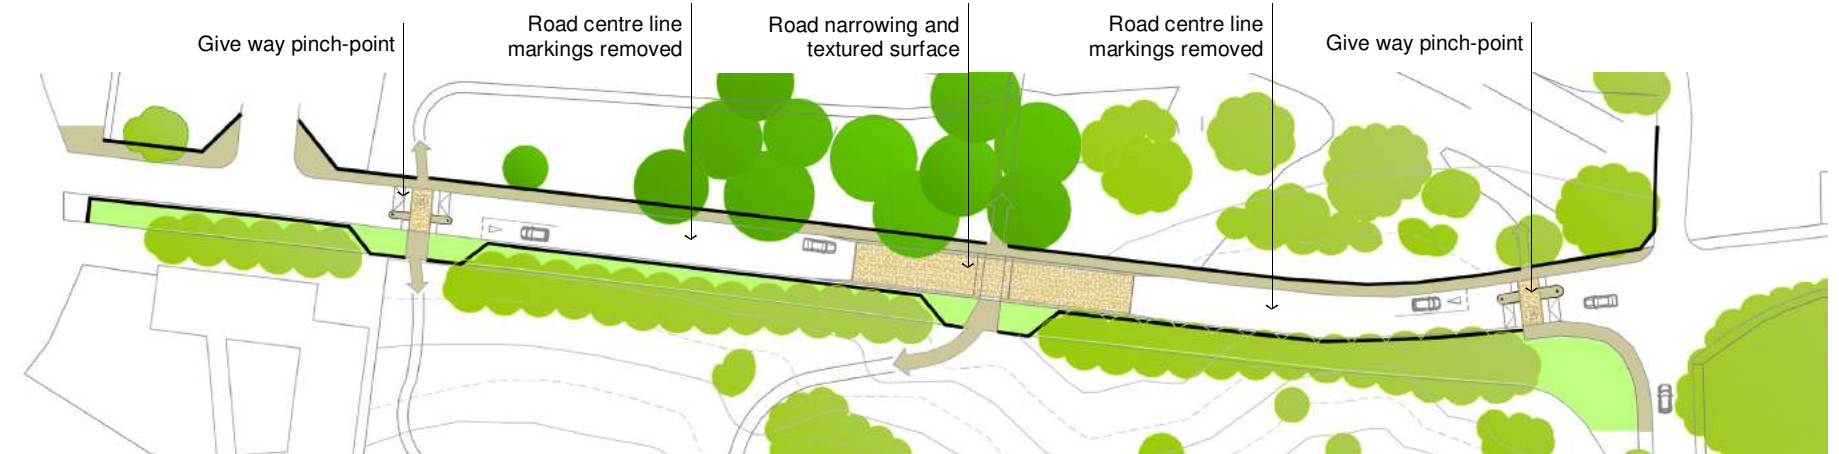 Give way pinch-point
Road centre line
markings removed
Road narrowing and
textured surface
Road centre line
markings removed
Give way pinch-point